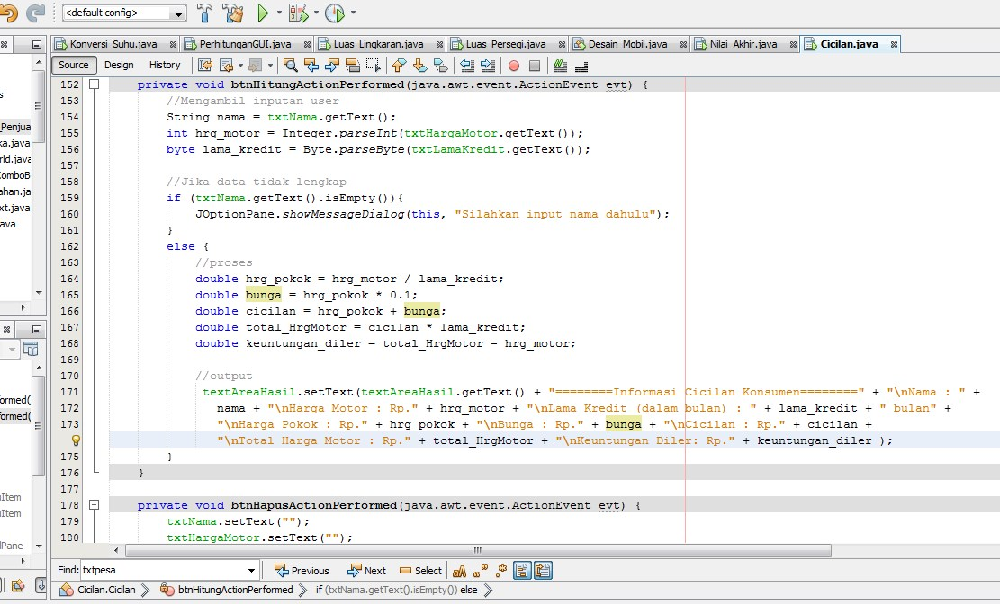 <default config>
Konversi_Suhu.java
PerhitunganGUI.java
Luas_Lingkaran.java
Luas_Persegi.java
Desain_Mobil.java
Nilai_Akhir.java
Cicilan.java
Source Design History
152 private void btnHitungActionPerformed(java.awt.event.ActionEvent evt) {
153 //Mengambil inputan user
154 String nama = txtNama.getText();
155 int hrg_motor = Integer.parseInt(txtHargaMotor.getText());
156 byte lama_kredit = Byte.parseByte(txtLamaKredit.getText());
157
158 //Jika data tidak lengkap
159 if (txtNama.getText().isEmpty()){
160 JOptionPane.showMessageDialog(this, "Silahkan input nama dahulu");
161 }
162 else {
163 //proses
164 double hrg_pokok = hrg_motor / lama_kredit;
165 double bunga = hrg_pokok * 0.1;
166 double cicilan = hrg_pokok + bunga;
167 double total_HrgMotor = cicilan * lama_kredit;
168 double keuntungan_diler = total_HrgMotor - hrg_motor;
169
170 //output
171 textAreaHasil.setText(textAreaHasil.getText() + "========Informasi Cicilan Konsumen========" + "\nNama : " +
172 nama + "\nHarga Motor : Rp." + hrg_motor + "\nLama Kredit (dalam bulan) : " + lama_kredit + " bulan" +
173 "\nHarga Pokok : Rp." + hrg_pokok + "\nBunga : Rp." + bunga + "\nCicilan : Rp." + cicilan +
"\nTotal Harga Motor : Rp." + total_HrgMotor + "\nKeuntungan Diler: Rp." + keuntungan_diler );
175 }
176 }
177
178 private void btnHapusActionPerformed(java.awt.event.ActionEvent evt) {
179 txtNama.setText("");
180 txtHargaMotor.setText("");
s
_Penjua
ka.java
rld.java
ComboB
ahan.ja
xt.java
ava
formed(
formed(
nItem
nItem
lPane
Find: txtpesa Previous Next Select
Cicilan.Cicilan btnHitungActionPerformed if (txtNama.getText().isEmpty()) else